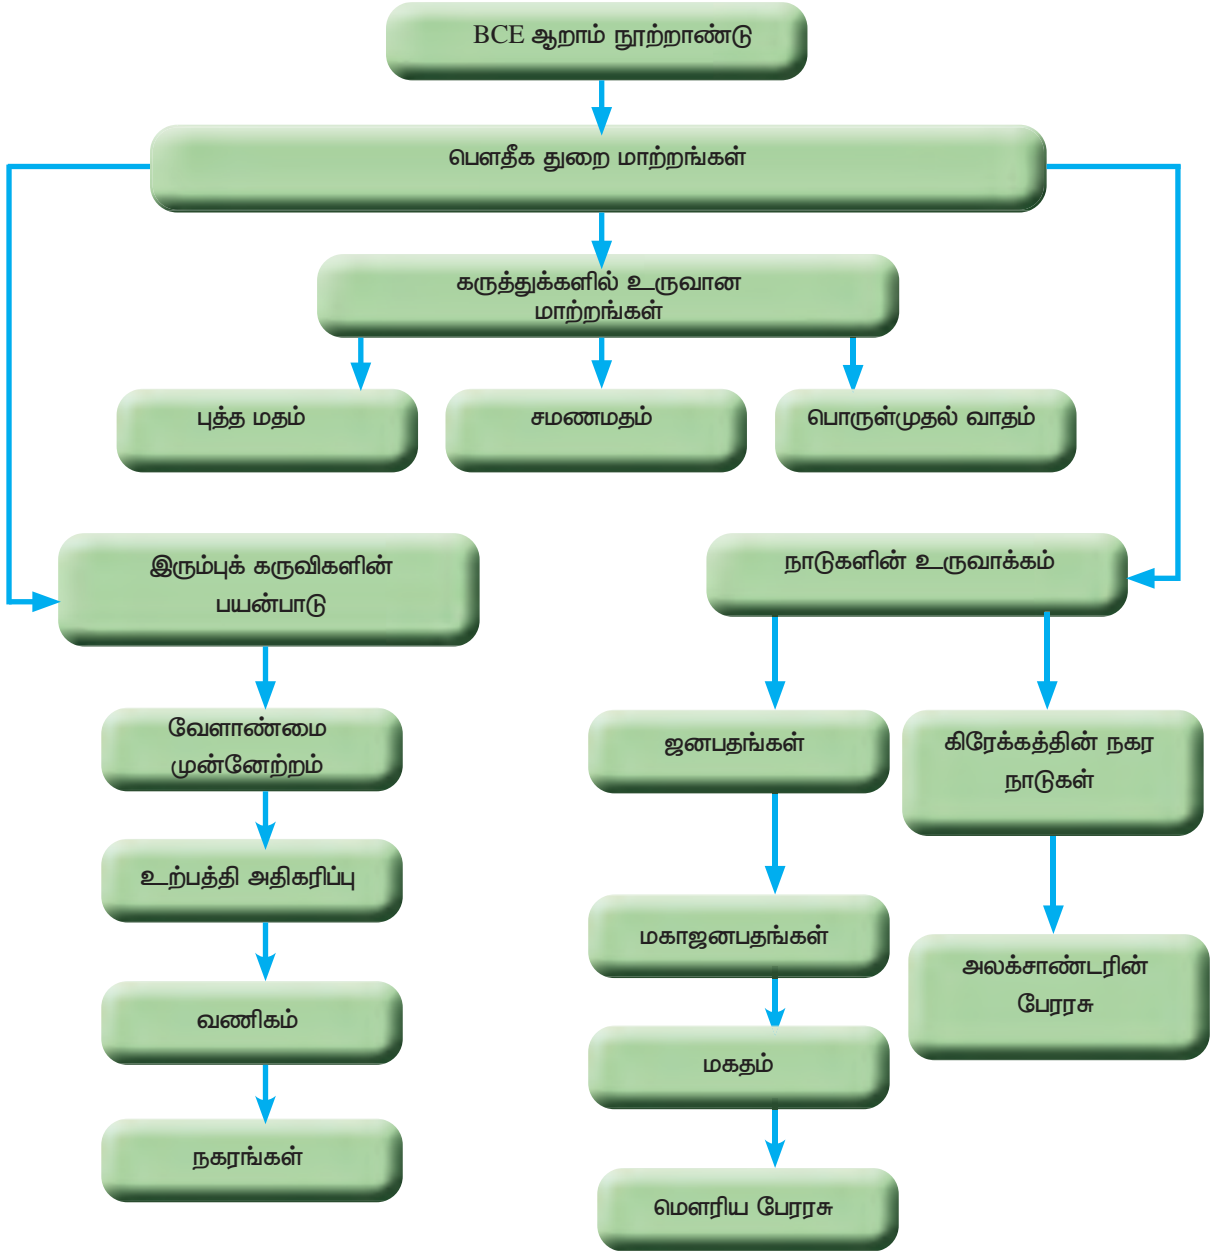 BCE ஆறாம் நூற்றாண்டு
பௌதீக துறை மாற்றங்கள்
கருத்துக்களில் உருவான
மாற்றங்கள்
புத்த மதம்
சமணமதம்
பொருள்முதல் வாதம்
இரும்புக் கருவிகளின்
பயன்பாடு
வேளாண்மை
முன்னேற்றம்
உற்பத்தி அதிகரிப்பு
வணிகம்
நகரங்கள்
நாடுகளின் உருவாக்கம்
ஜனபதங்கள்
மகாஜனபதங்கள்
மகதம்
மௌரிய பேரரசு
கிரேக்கத்தின் நகர
நாடுகள்
அலக்சாண்டரின்
பேரரசு